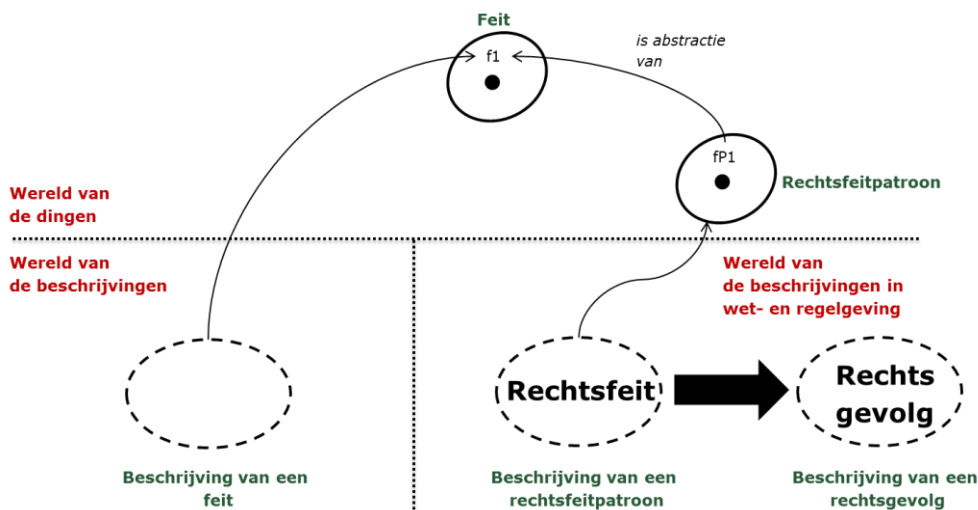 Feit
f1
is abstractie
van
fP1
Rechtsfeitpatroon
Wereld van
de dingen
Wereld van
de beschrijvingen
Wereld van
de beschrijvingen in
wet- en regelgeving
Rechtsfeit
Rechts
gevolg
Beschrijving van een
feit
Beschrijving van een
rechtsfeitpatroon
Beschrijving van een
rechtsgevolg